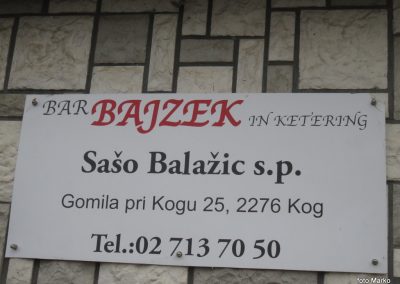 BAR BAJZEK IN KETERING
Sašo Balažic s.p.
Gomila pri Kogu 25, 2276 Kog
Tel.:02 713 70 50
foto Marko